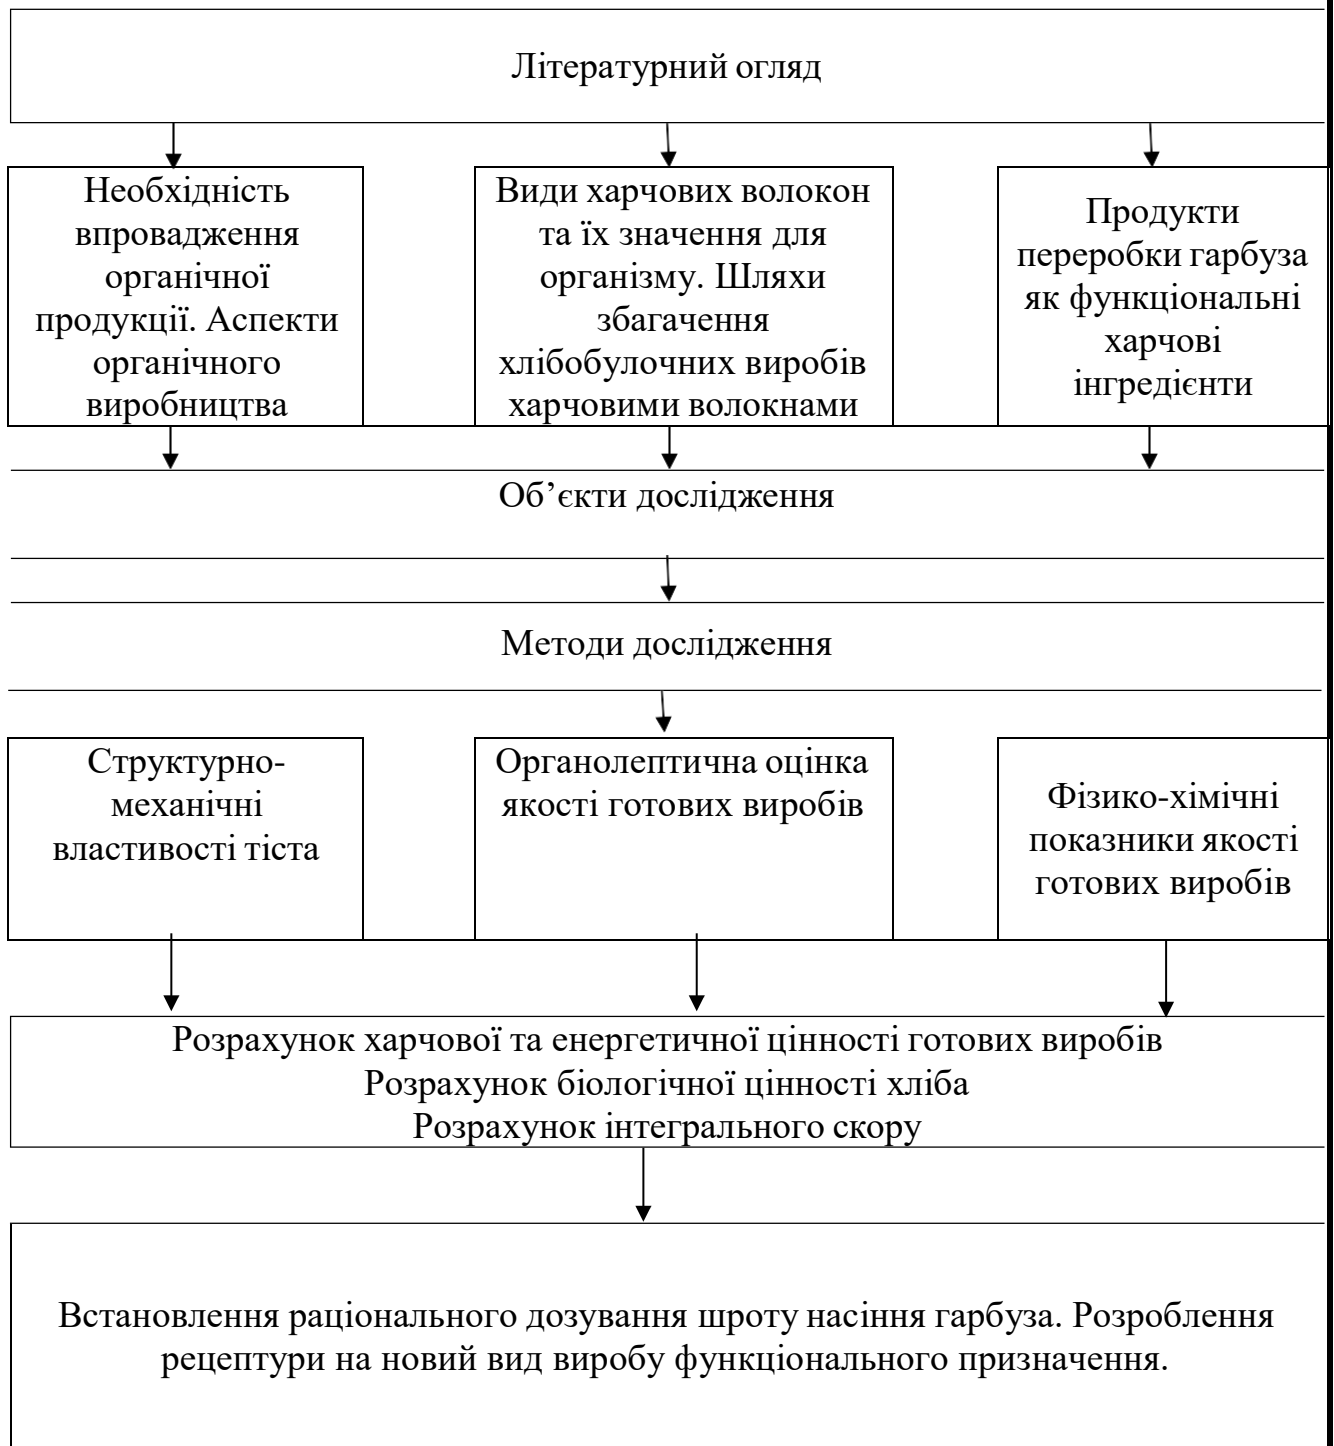 Літературний огляд
Необхідність
впровадження
органічної
продукції. Аспекти
органічного
виробництва
Види харчових волокон
та їх значення для
організму. Шляхи
збагачення
хлібобулочних виробів
харчовими волокнами
Продукти
переробки гарбуза
як функціональні
харчові
інгредієнти
Об’єкти дослідження
Методи дослідження
Структурно-
механічні
властивості тіста
Органолептична оцінка
якості готових виробів
Фізико-хімічні
показники якості
готових виробів
Розрахунок харчової та енергетичної цінності готових виробів
Розрахунок біологічної цінності хліба
Розрахунок інтегрального скору
Встановлення раціонального дозування шроту насіння гарбуза. Розроблення
рецептури на новий вид виробу функціонального призначення.